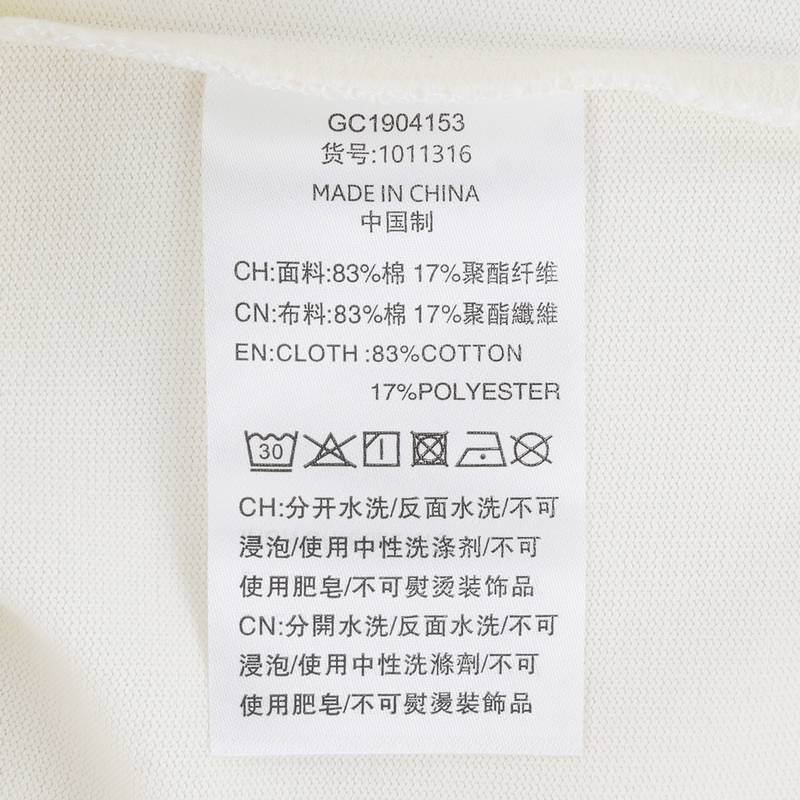 GC1904153
货号:1011316
MADE IN CHINA
中国制
CH:面料:83%棉 17%聚酯纤维
CN:布料:83%棉 17%聚酯纖維
EN:CLOTH :83%COTTON
17%POLYESTER
30
CH:分开水洗/反面水洗/不可
浸泡/使用中性洗涤剂/不可
使用肥皂/不可熨烫装饰品
CN:分開水洗/反面水洗/不可
浸泡/使用中性洗滌劑/不可
使用肥皂/不可熨燙裝飾品